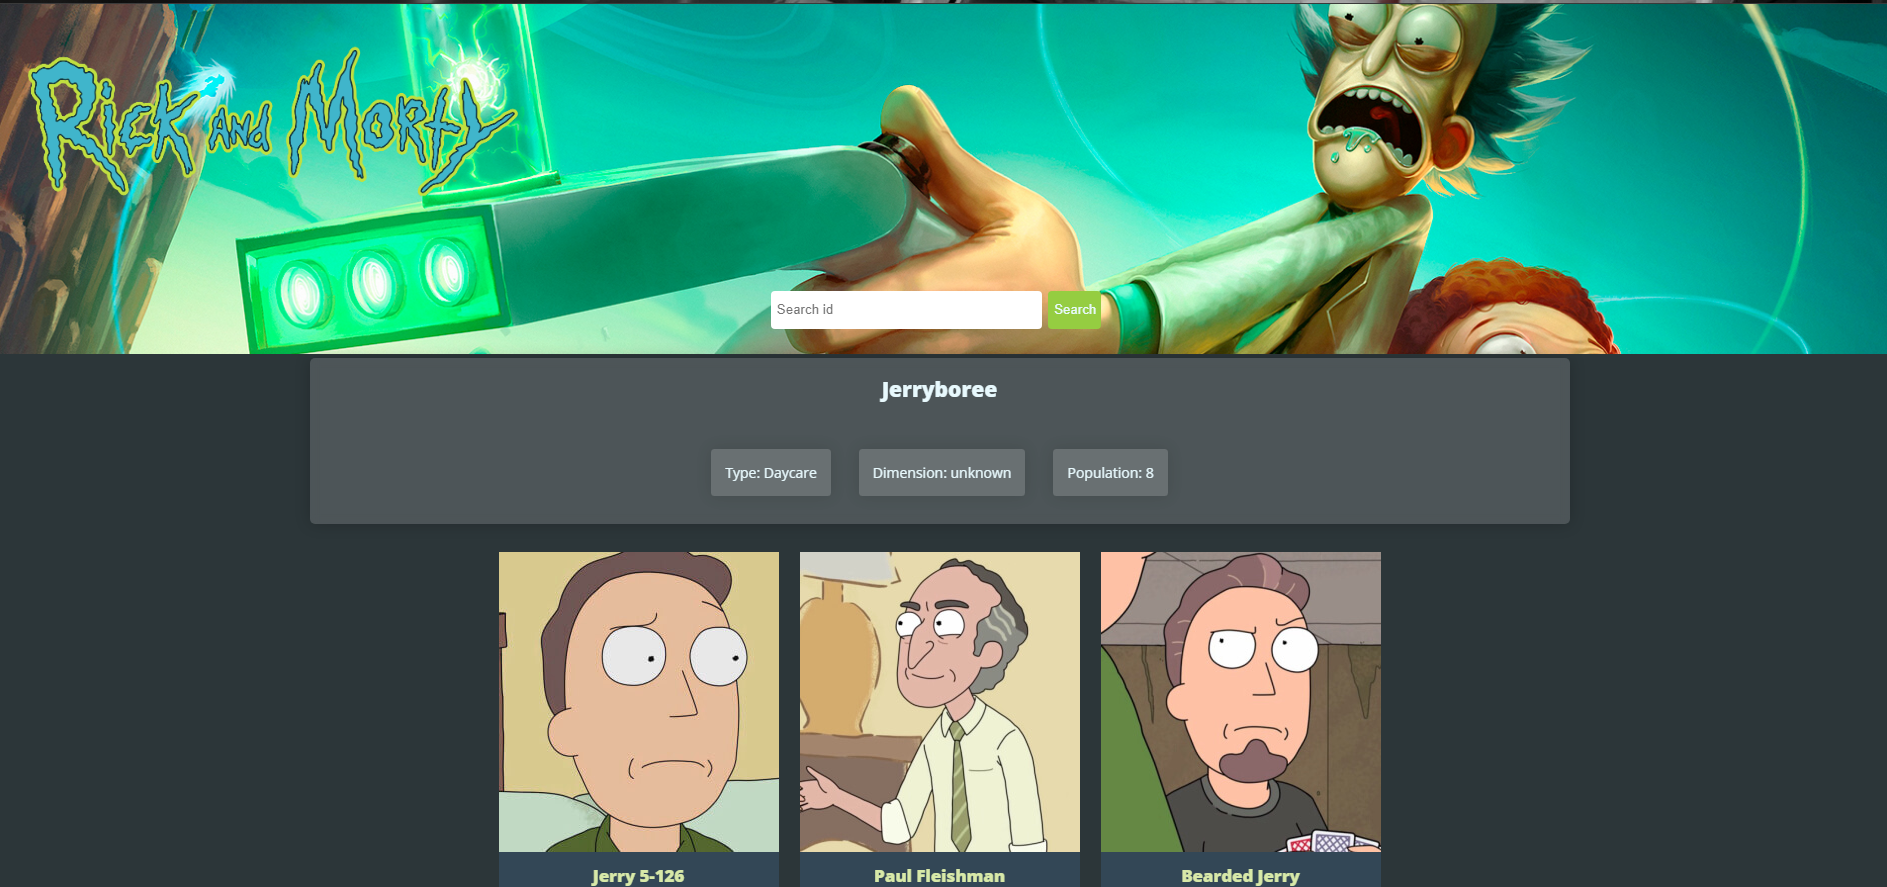 Rick and Morty
Search id
Search
Jerryboree
Type: Daycare
Dimension: unknown
Population: 8
Jerry 5-126
Paul Fleishman
Bearded Jerry